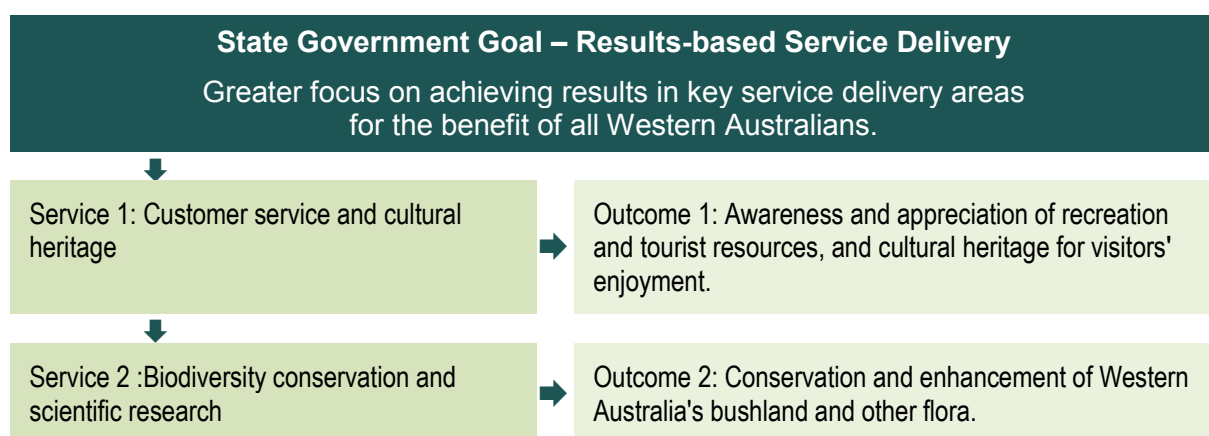 State Government Goal – Results-based Service Delivery
Greater focus on achieving results in key service delivery areas
for the benefit of all Western Australians.
Service 1: Customer service and cultural
heritage
Outcome 1: Awareness and appreciation of recreation
and tourist resources, and cultural heritage for visitors'
enjoyment.
Service 2 :Biodiversity conservation and
scientific research
Outcome 2: Conservation and enhancement of Western
Australia's bushland and other flora.